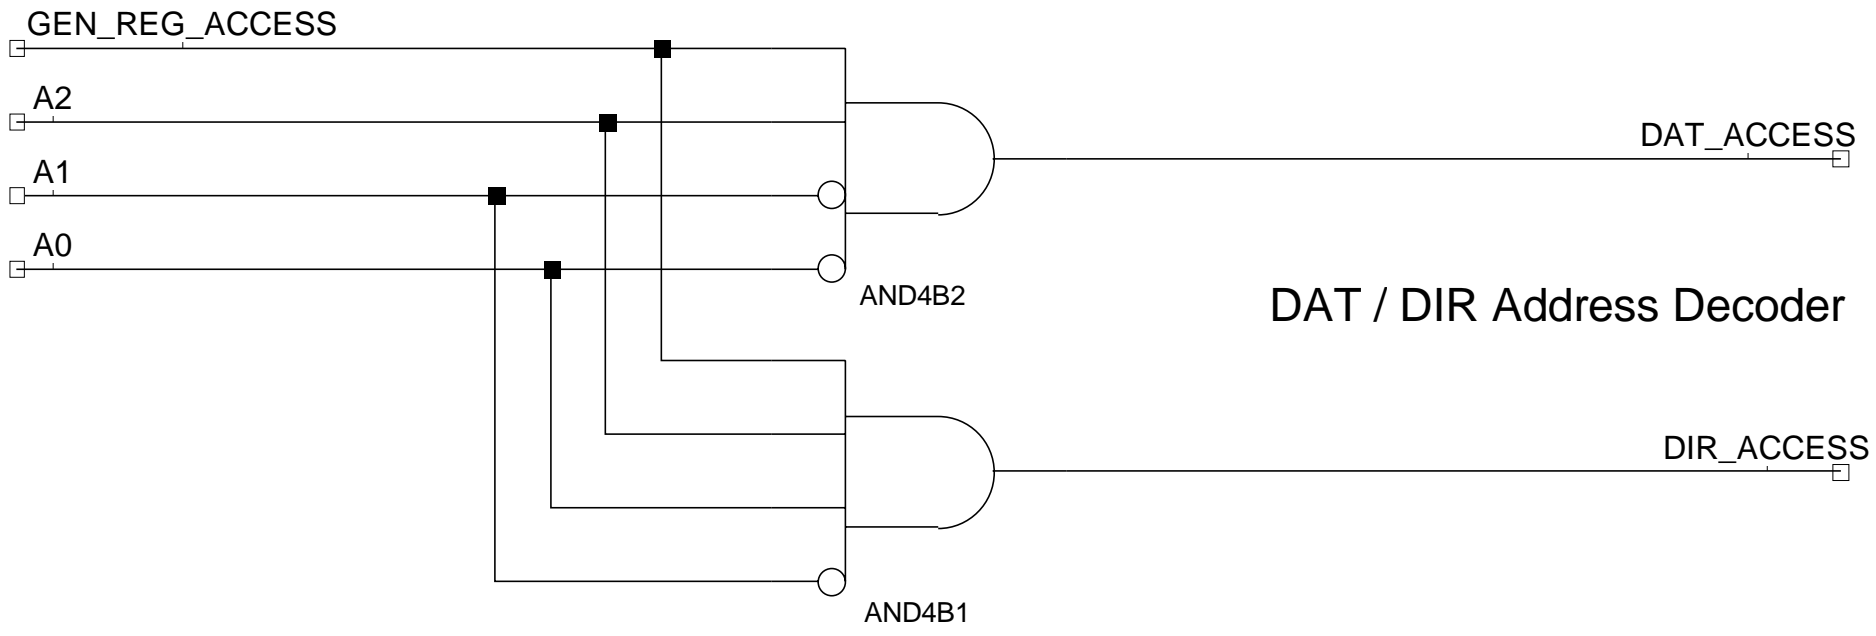 GEN_REG_ACCESS
A2
DAT_ACCESS
A1
A0
AND4B2
DAT / DIR Address Decoder
DIR_ACCESS
AND4B1